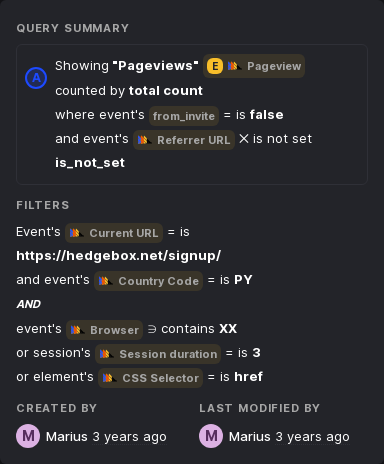 QUERY SUMMARY
A
Showing "Pageviews" E Pageview
counted by total count
where event's from_invite = is false
and event's Referrer URL ✕ is not set
is_not_set
FILTERS
Event's Current URL = is
https://hedgebox.net/signup/
and event's Country Code = is PY
AND
event's Browser ∋ contains XX
or session's Session duration = is 3
or element's CSS Selector = is href
CREATED BY LAST MODIFIED BY
M Marius 3 years ago M Marius 3 years ago